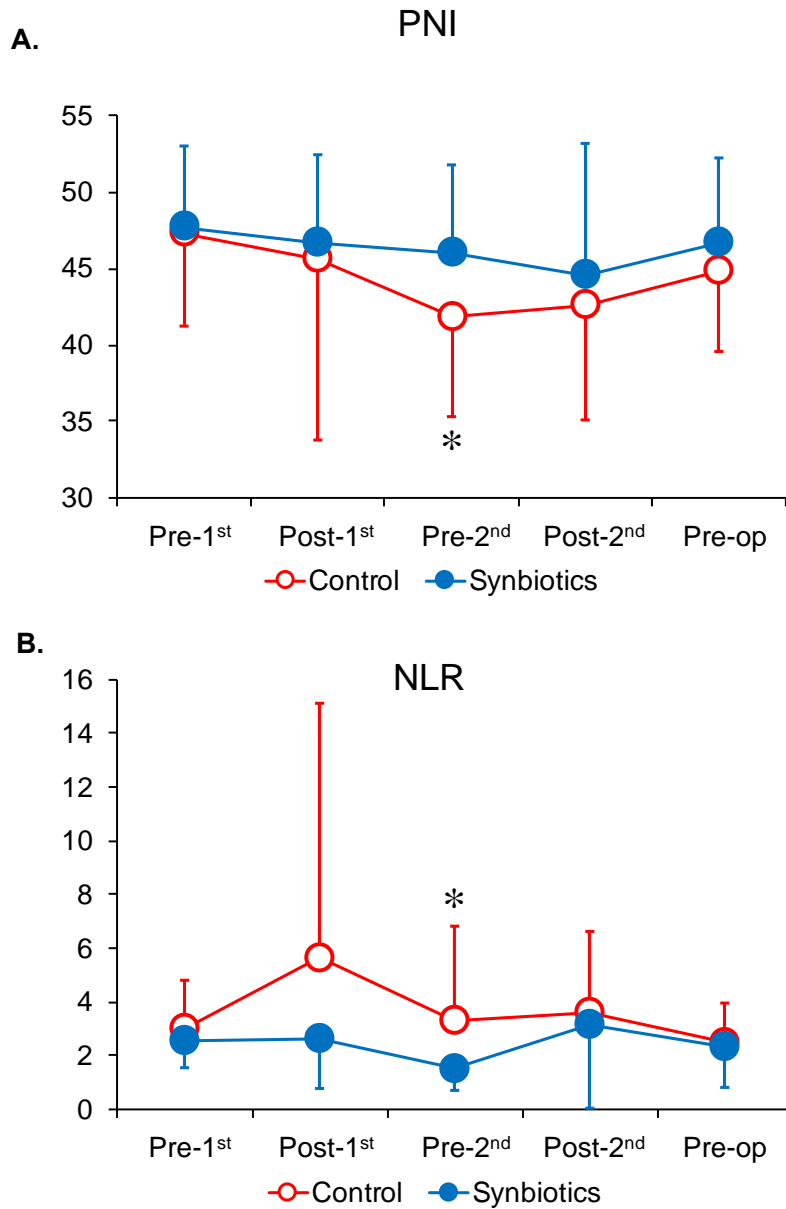 PNI
A.
55
50
45
40
35
*
30
Pre-1st Post-1st Pre-2nd Post-2nd Pre-op
Control Synbiotics
B.
NLR
16
14
12
10
8
*
6
4
2
0
Pre-1st Post-1st Pre-2nd Post-2nd Pre-op
Control Synbiotics